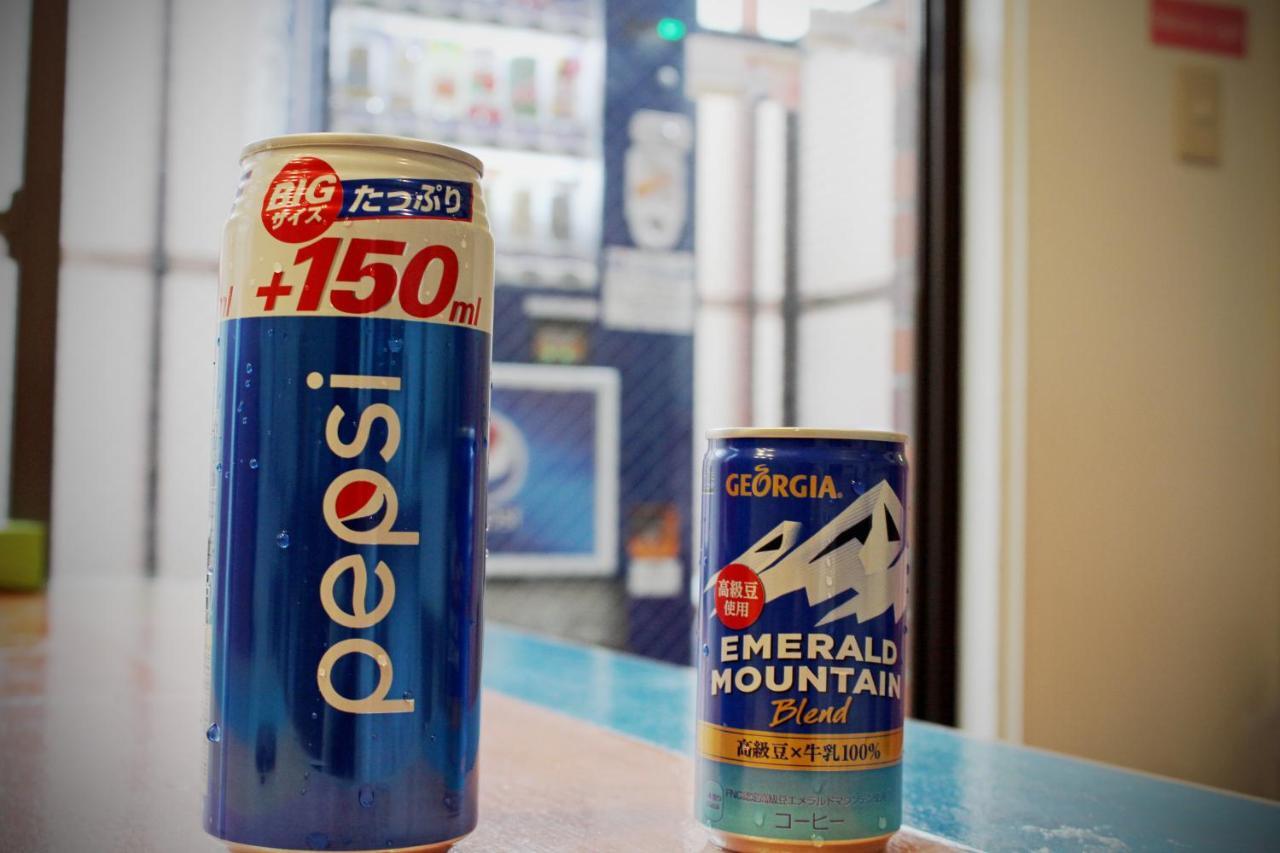 BIG
サイズ
たっぷり
+150ml
pepsi
GEORGIA
高級豆
使用
EMERALD
MOUNTAIN
Blend
高級豆×牛乳100%
コーヒー